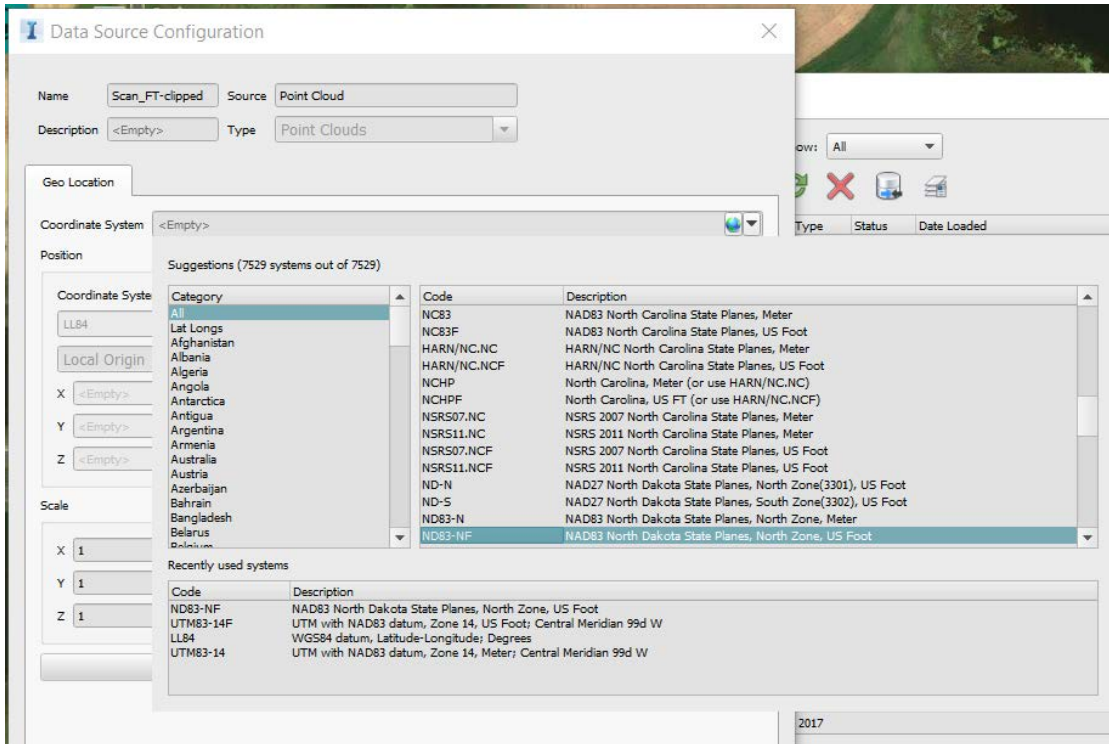 Data Source Configuration
Name Scan_FT-clipped Source Point Cloud
Description <Empty> Type Point Clouds
ow: All
Geo Location
Coordinate System <Empty>
Type Status Date Loaded
Position
Suggestions (7529 systems out of 7529)
Coordinate Syste
LL84
Local Origin
X <Empty>
Y <Empty>
Z <Empty>
Scale
X 1
Y 1
Z 1
Category
All
Lat Longs
Afghanistan
Albania
Algeria
Angola
Antarctica
Antigua
Argentina
Armenia
Australia
Austria
Azerbaijan
Bahrain
Bangladesh
Belarus
Belgium
Code Description
NC83 NAD83 North Carolina State Planes, Meter
NC83F NAD83 North Carolina State Planes, US Foot
HARN/NC.NC HARN/NC North Carolina State Planes, Meter
HARN/NC.NCF HARN/NC North Carolina State Planes, US Foot
NCHP North Carolina, Meter (or use HARN/NC.NC)
NCHPF North Carolina, US FT (or use HARN/NC.NCF)
NSRS07.NC NSRS 2007 North Carolina State Planes, Meter
NSRS11.NC NSRS 2011 North Carolina State Planes, Meter
NSRS07.NCF NSRS 2007 North Carolina State Planes, US Foot
NSRS11.NCF NSRS 2011 North Carolina State Planes, US Foot
ND-N NAD27 North Dakota State Planes, North Zone(3301), US Foot
ND-S NAD27 North Dakota State Planes, South Zone(3302), US Foot
ND83-N NAD83 North Dakota State Planes, North Zone, Meter
ND83-NF NAD83 North Dakota State Planes, North Zone, US Foot
Recently used systems
Code Description
ND83-NF NAD83 North Dakota State Planes, North Zone, US Foot
UTM83-14F UTM with NAD83 datum, Zone 14, US Foot; Central Meridian 99d W
LL84 WGS84 datum, Latitude-Longitude; Degrees
UTM83-14 UTM with NAD83 datum, Zone 14, Meter; Central Meridian 99d W
2017